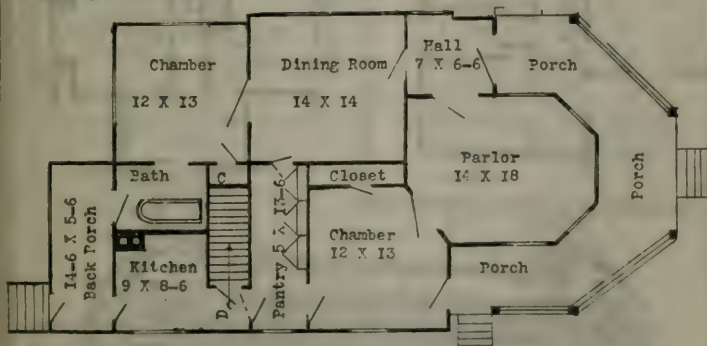 Chamber
12 X 13
Dining Room
14 X 14
Hall
7 X 6-6
Porch
Parlor
14 X 18
Porch
Bath
Closet
C
Chamber
12 X 13
Porch
14-6 X 5-6
Back Porch
Kitchen
9 X 8-6
D
Pantry 5 X 13-6